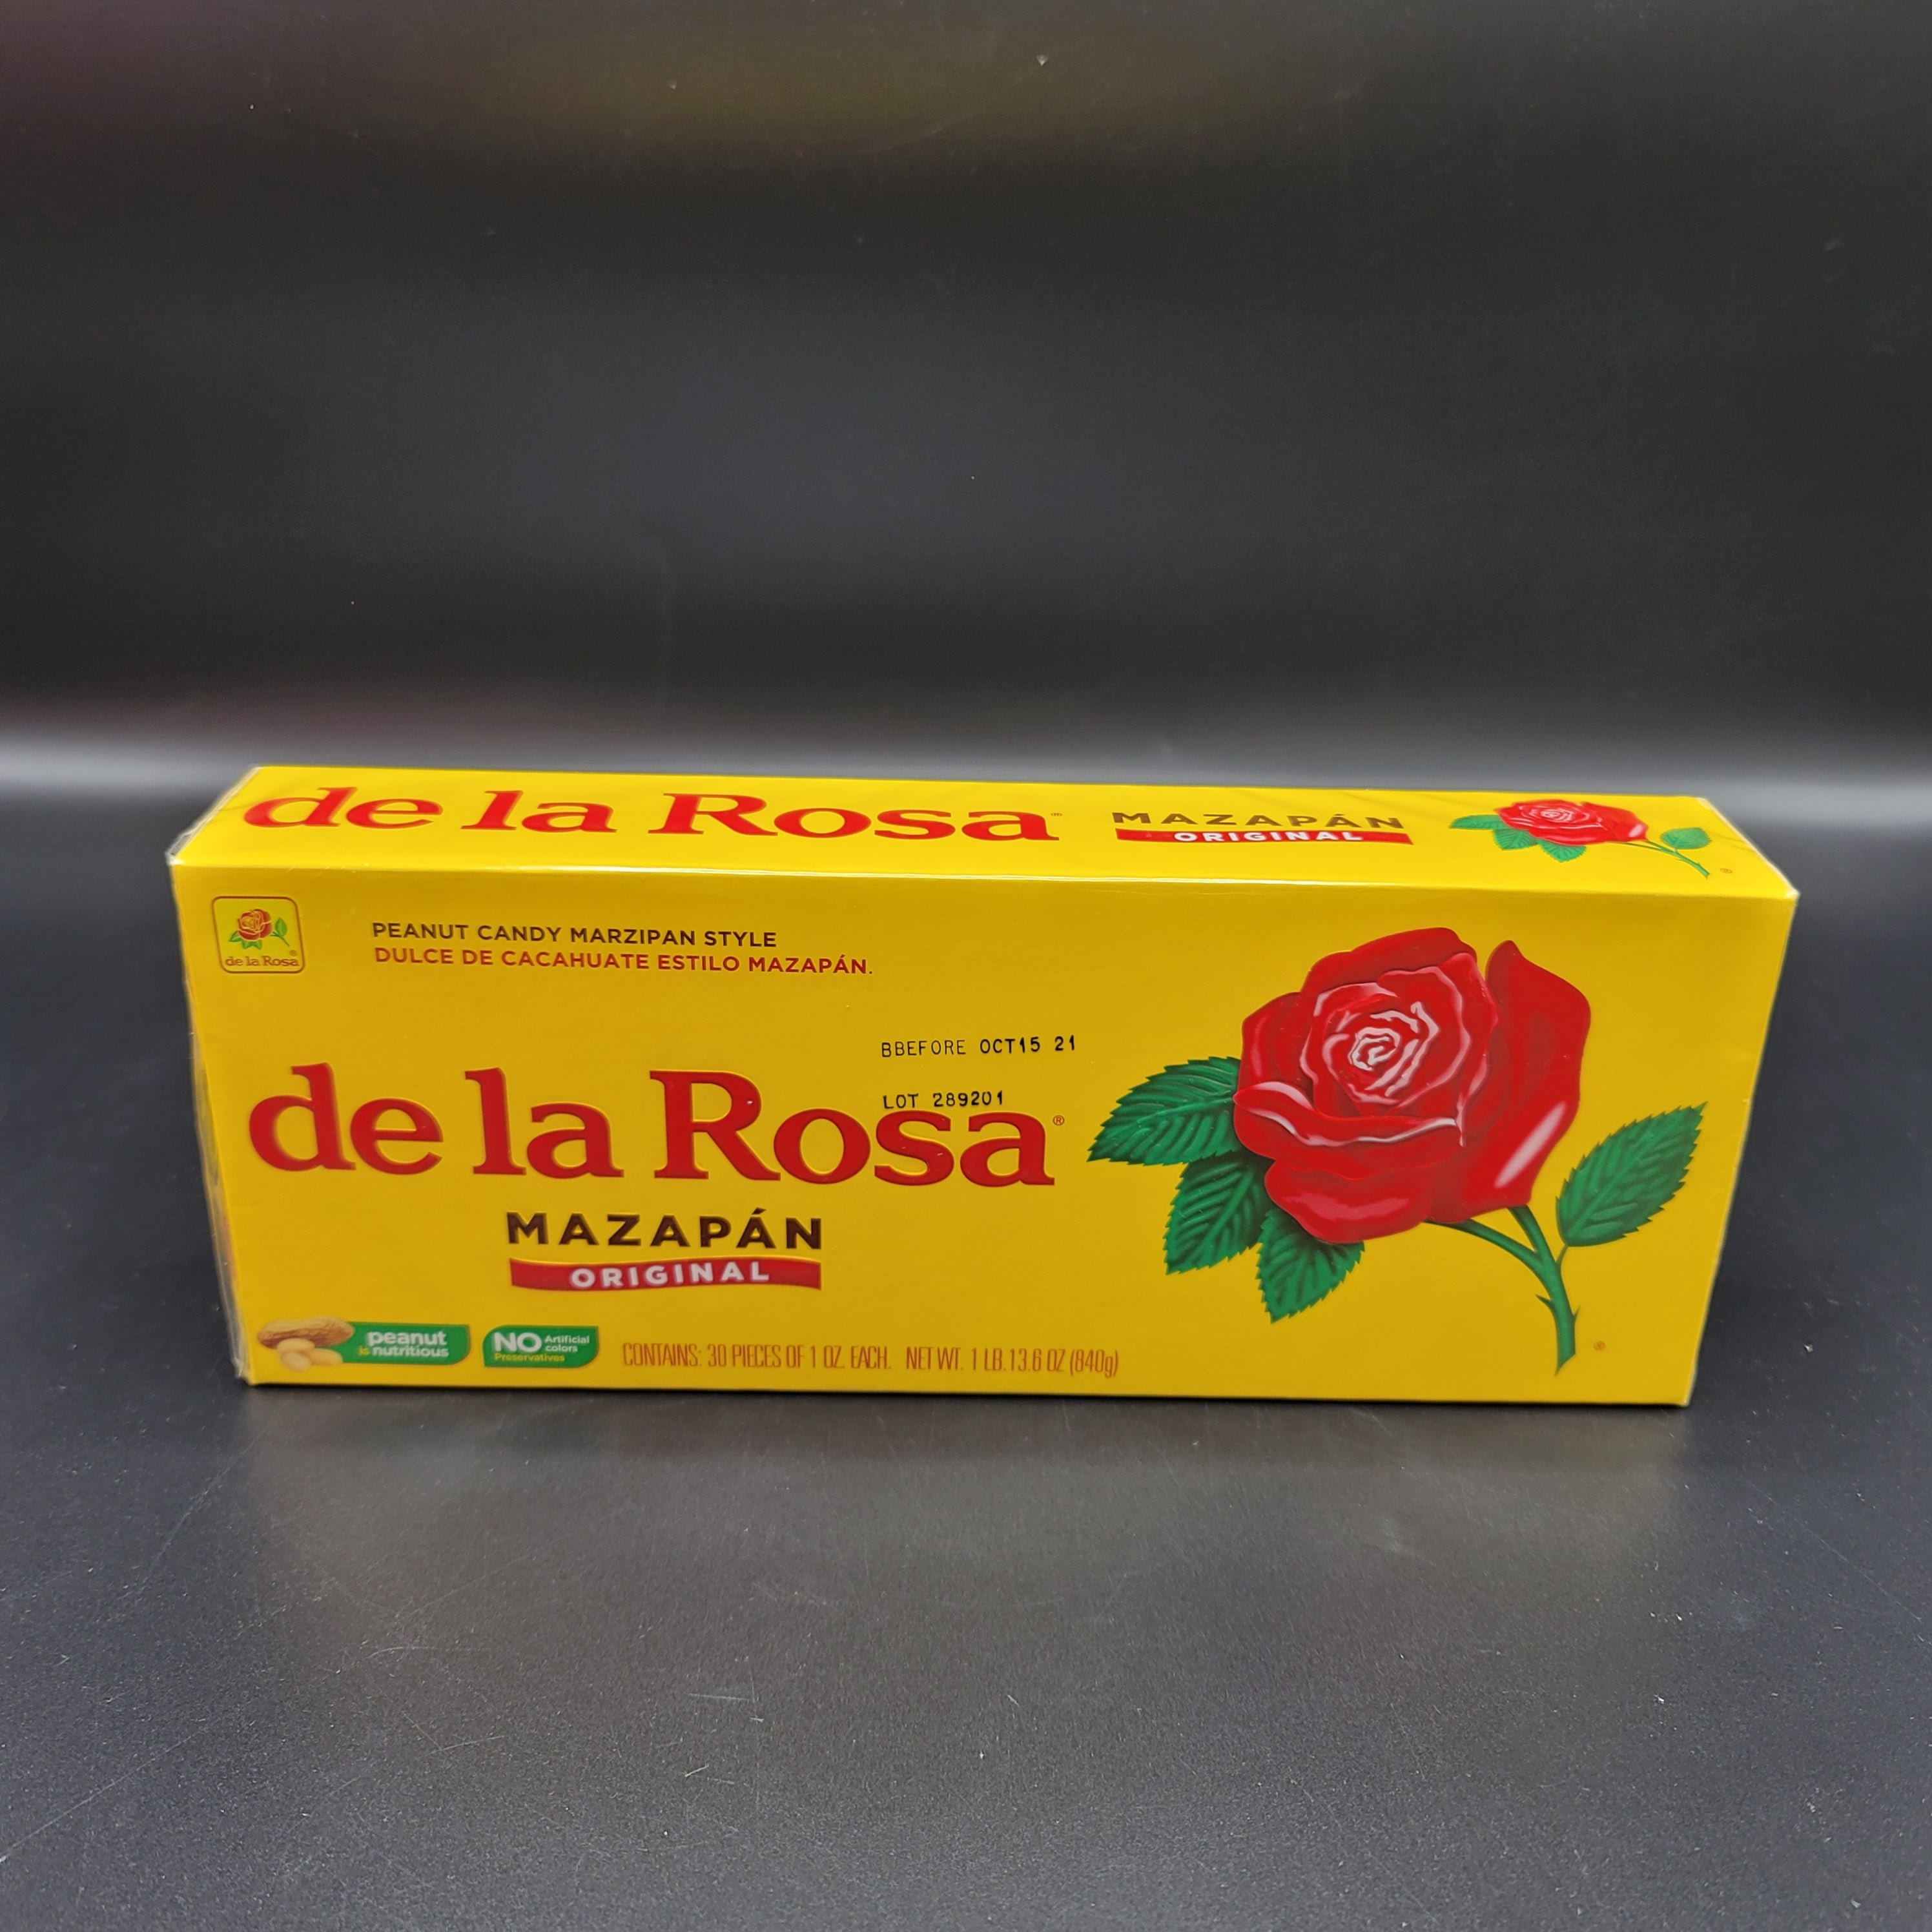 de la Rosa™ MAZAPÁN
ORIGINAL
®
de la Rosa®
PEANUT CANDY MARZIPAN STYLE
DULCE DE CACAHUATE ESTILO MAZAPÁN.
BBEFORE OCT15 21
LOT 289201
de la Rosa®
MAZAPÁN
ORIGINAL
peanut
is nutritious
NO Artificial
colors
Preservatives
CONTAINS: 30 PIECES OF 1 OZ. EACH. NET WT. 1 LB.13.6 OZ (840g)
®